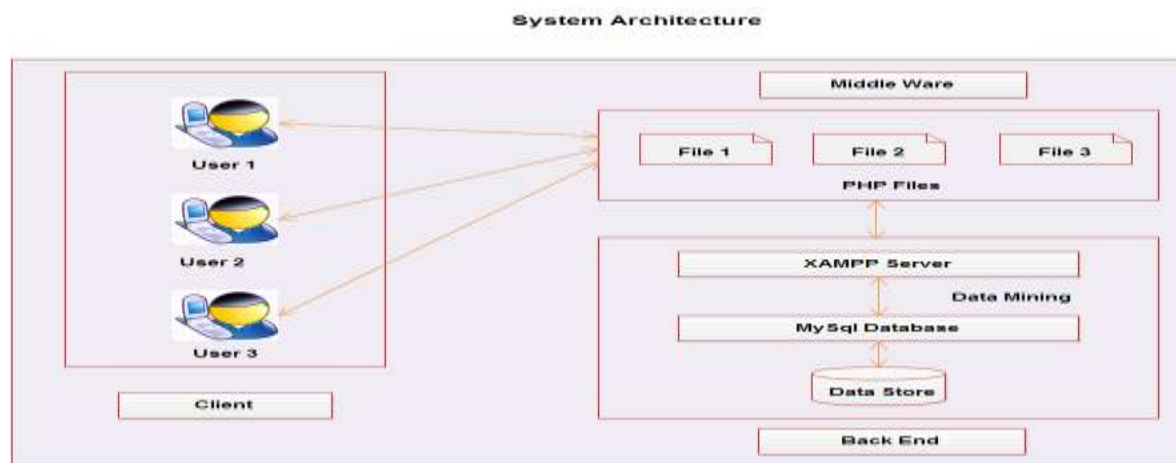 System Architecture
User 1
User 2
User 3
Client
Middle Ware
File 1
File 2
File 3
PHP Files
XAMPP Server
Data Mining
MySql Database
Data Store
Back End